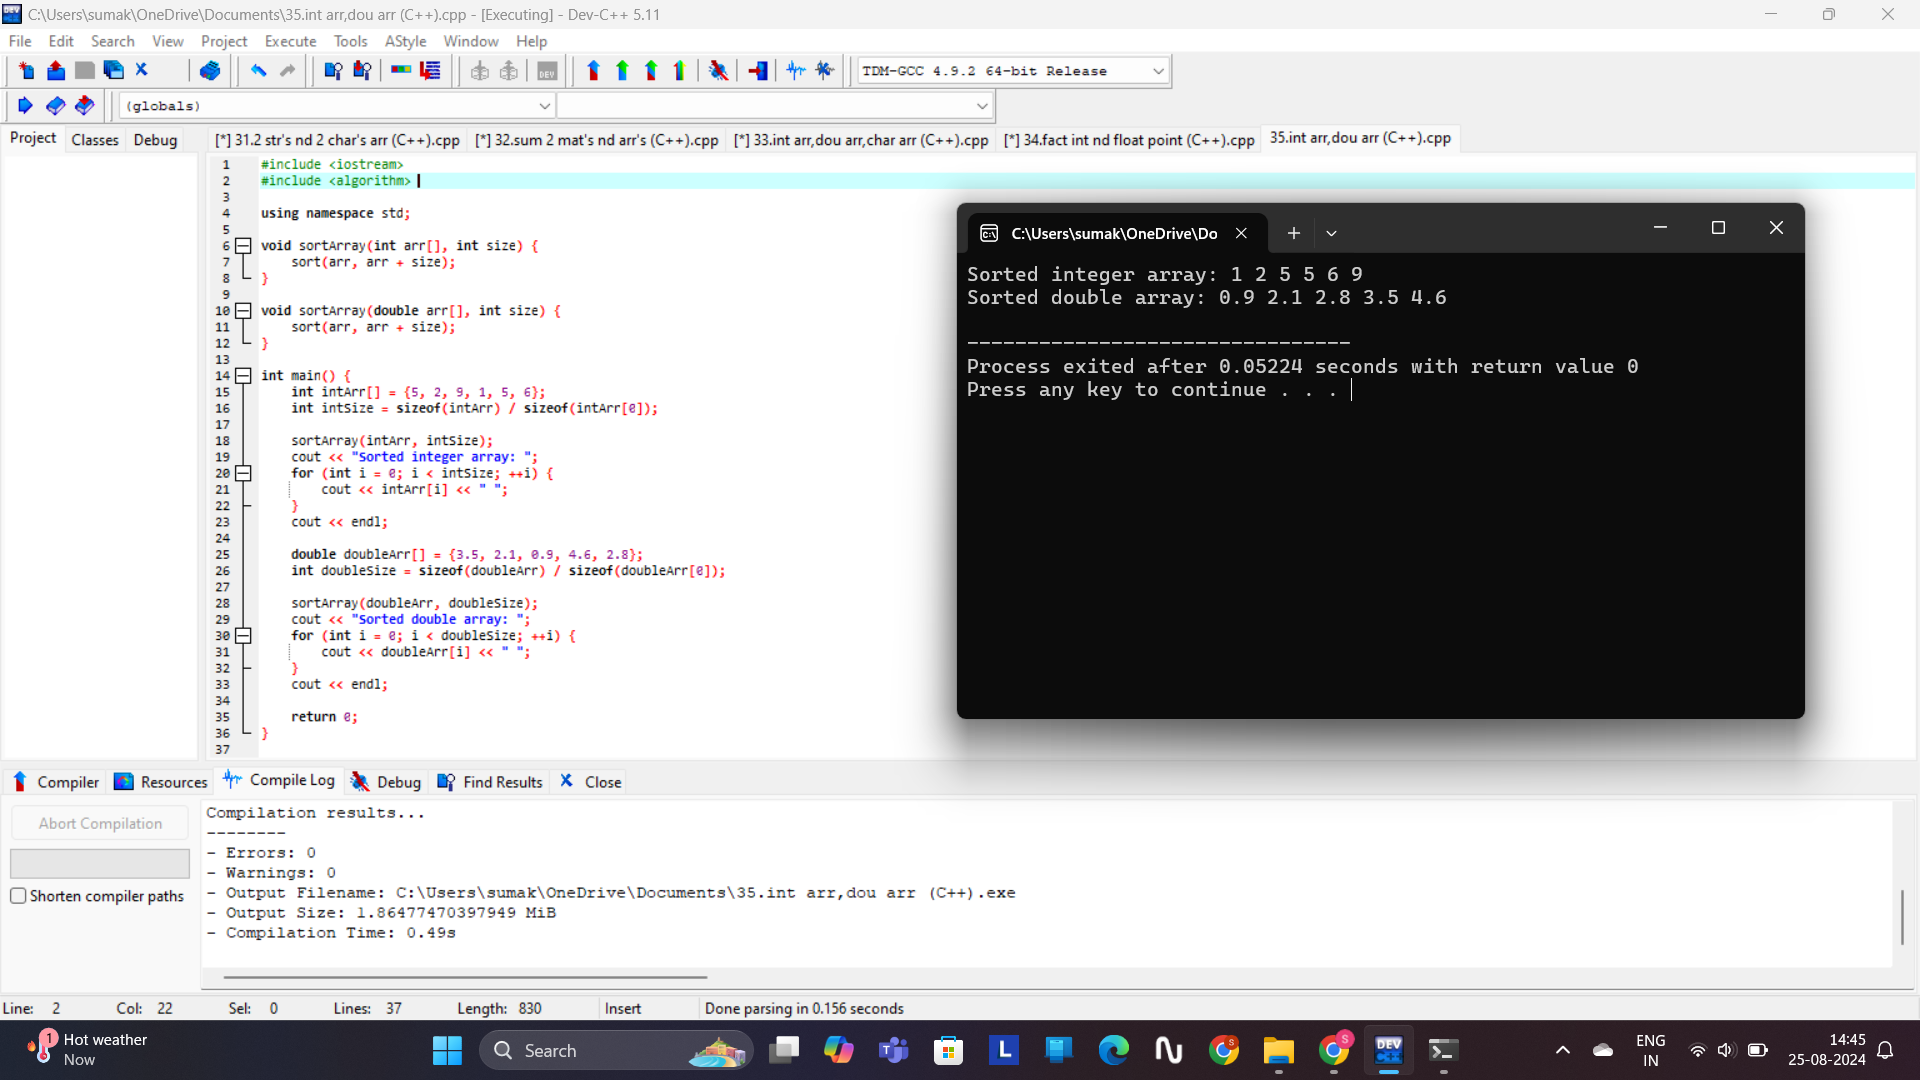 C:\Users\sumak\OneDrive\Documents\35.int arr,dou arr (C++).cpp - [Executing] - Dev-C++ 5.11
File Edit Search View Project Execute Tools AStyle Window Help
TDM-GCC 4.9.2 64-bit Release
(globals)
Project Classes Debug
[*] 31.2 str's nd 2 char's arr (C++).cpp [*] 32.sum 2 mat's nd arr's (C++).cpp [*] 33.int arr,dou arr,char arr (C++).cpp [*] 34.fact int nd float point (C++).cpp 35.int arr,dou arr (C++).cpp
1 #include <iostream>
2 #include <algorithm>
3
4 using namespace std;
5
6 void sortArray(int arr[], int size) {
7 sort(arr, arr + size);
8 }
9
10 void sortArray(double arr[], int size) {
11 sort(arr, arr + size);
12 }
13
14 int main() {
15 int intArr[] = {5, 2, 9, 1, 5, 6};
16 int intSize = sizeof(intArr) / sizeof(intArr[0]);
17
18 sortArray(intArr, intSize);
19 cout << "Sorted integer array: ";
20 for (int i = 0; i < intSize; ++i) {
21 cout << intArr[i] << " ";
22 }
23 cout << endl;
24
25 double doubleArr[] = {3.5, 2.1, 0.9, 4.6, 2.8};
26 int doubleSize = sizeof(doubleArr) / sizeof(doubleArr[0]);
27
28 sortArray(doubleArr, doubleSize);
29 cout << "Sorted double array: ";
30 for (int i = 0; i < doubleSize; ++i) {
31 cout << doubleArr[i] << " ";
32 }
33 cout << endl;
34
35 return 0;
36 }
37
C:\Users\sumak\OneDrive\Do
Sorted integer array: 1 2 5 5 6 9
Sorted double array: 0.9 2.1 2.8 3.5 4.6
--------------------------------
Process exited after 0.05224 seconds with return value 0
Press any key to continue . . .
Compiler Resources Compile Log Debug Find Results Close
Abort Compilation
Shorten compiler paths
Compilation results...
--------
- Errors: 0
- Warnings: 0
- Output Filename: C:\Users\sumak\OneDrive\Documents\35.int arr,dou arr (C++).exe
- Output Size: 1.86477470397949 MiB
- Compilation Time: 0.49s
Line: 2 Col: 22 Sel: 0 Lines: 37 Length: 830 Insert Done parsing in 0.156 seconds
1
Hot weather
Now
Search
DEV
C++
ENG
IN
14:45
25-08-2024